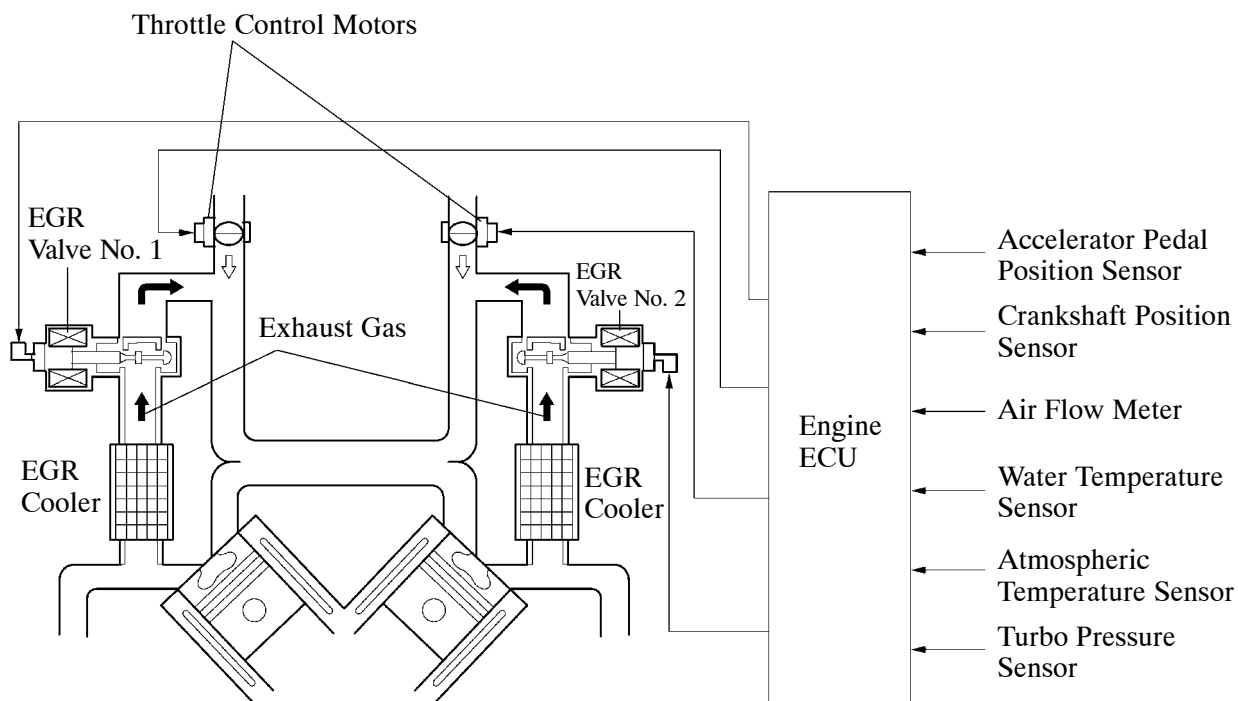 Throttle Control Motors
EGR
Valve No. 1
EGR
Valve No. 2
Exhaust Gas
EGR
Cooler
EGR
Cooler
Engine
ECU
Accelerator Pedal
Position Sensor
Crankshaft Position
Sensor
Air Flow Meter
Water Temperature
Sensor
Atmospheric
Temperature Sensor
Turbo Pressure
Sensor